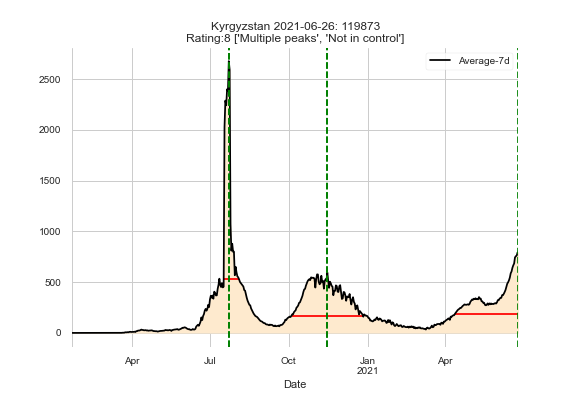 Kyrgyzstan 2021-06-26: 119873
Rating:8 ['Multiple peaks', 'Not in control']
Average-7d
2500
2000
1500
1000
500
0
Apr Jul Oct Jan Apr
2021
Date